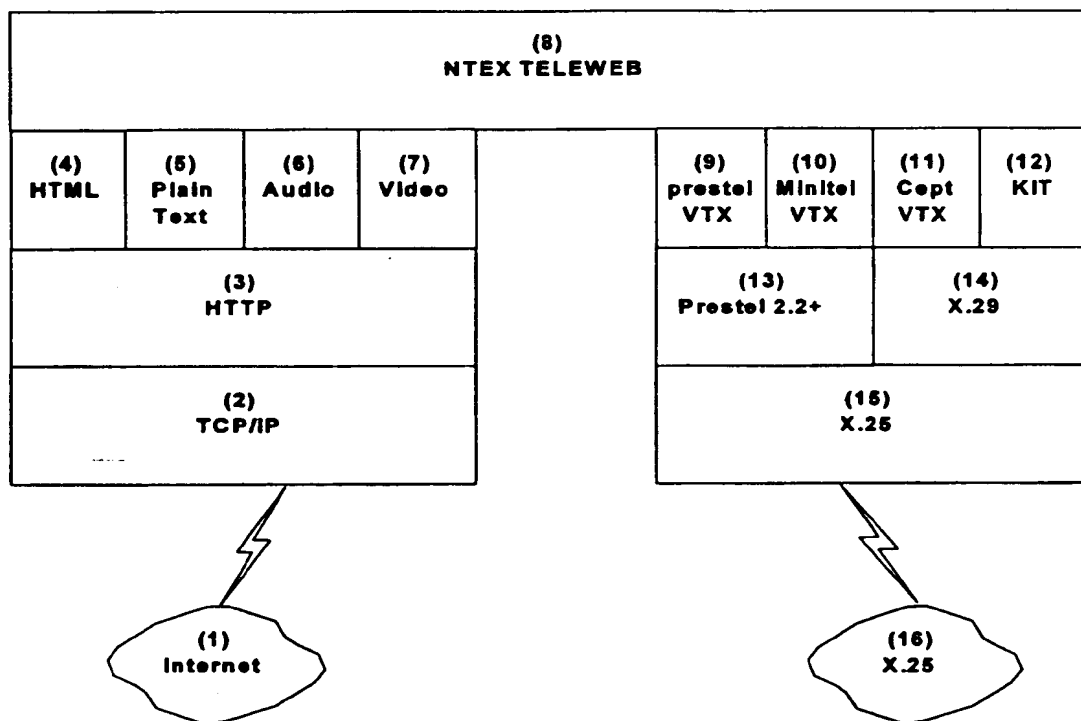 (8)
NTEX TELEWEB
(4)
HTML
(5)
Plain
Text
(6)
Audio
(7)
Video
(9)
prestel
VTX
(10)
Minitel
VTX
(11)
Cept
VTX
(12)
KIT
(3)
HTTP
(13)
Prestel 2.2+
(14)
X.29
(2)
TCP/IP
(15)
X.25
(1)
Internet
(16)
X.25